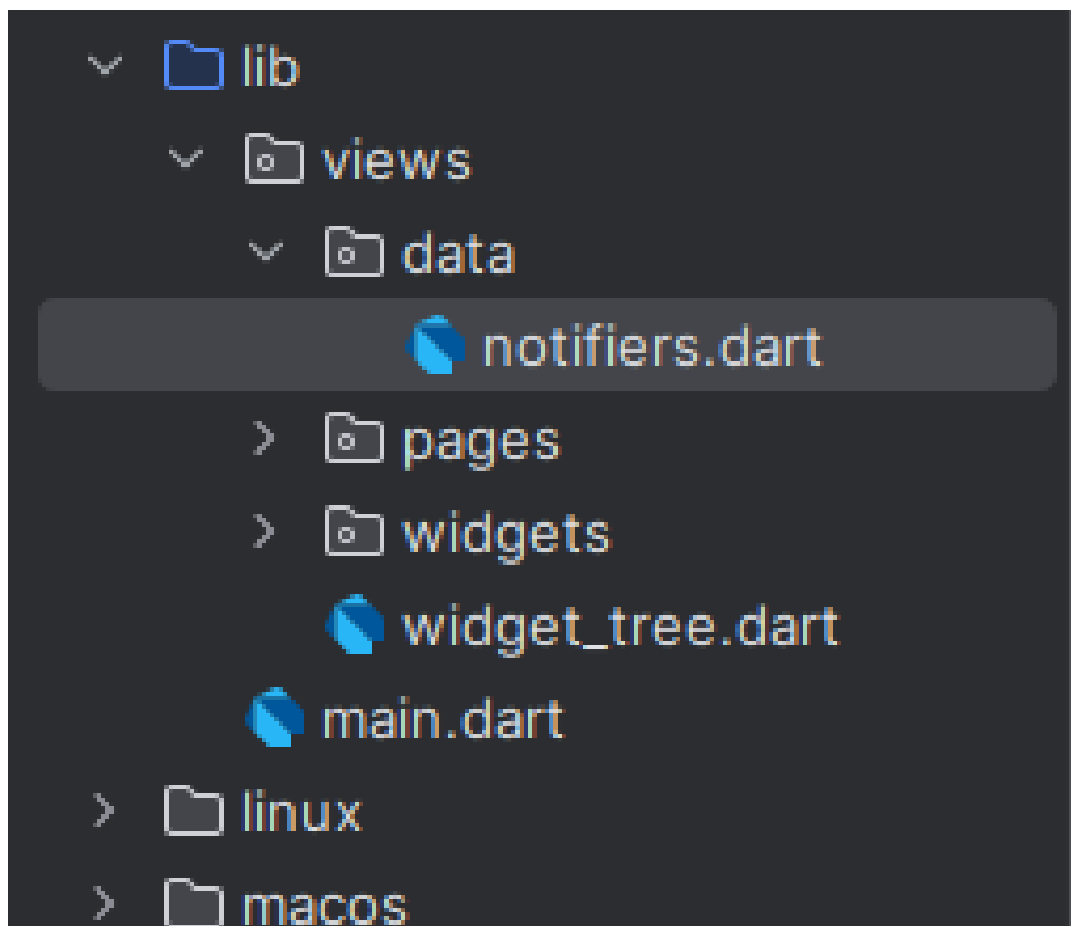 lib
views
data
notifiers.dart
pages
widgets
widget_tree.dart
main.dart
linux
macos